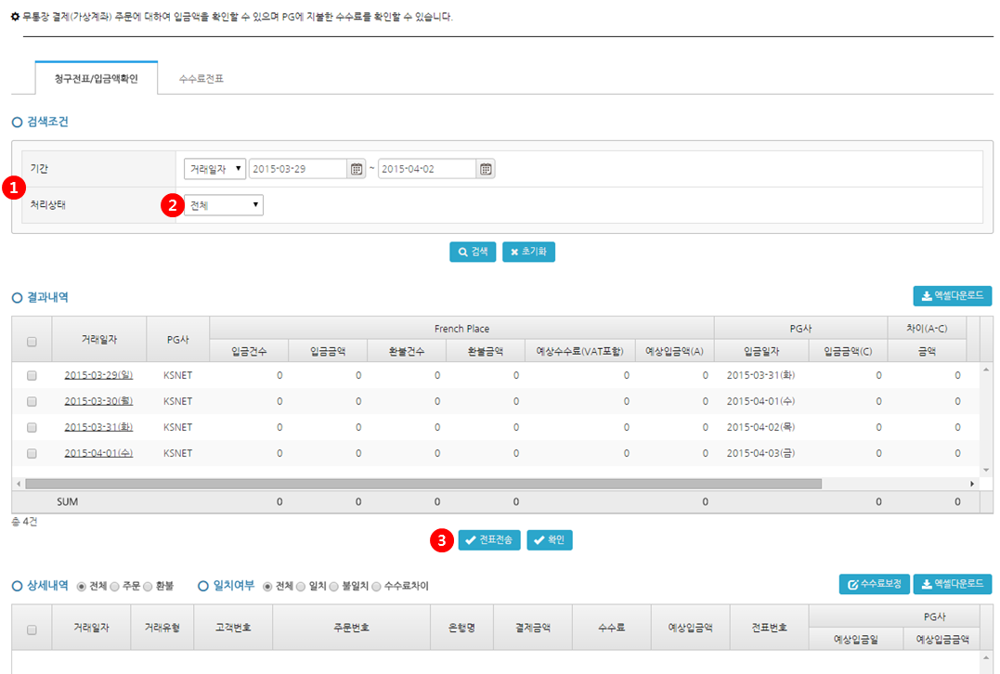 무통장 결제(가상계좌) 주문에 대하여 입금액을 확인할 수 있으며 PG에 지불한 수수료를 확인할 수 있습니다.
청구전표/입금액확인 수수료전표
검색조건
1
기간 거래일자 2015-03-29 ~ 2015-04-02
처리상태 2 전체
검색 초기화
결과내역 엑셀다운로드
거래일자 PG사 French Place PG사 차이(A-C)
입금건수 입금금액 환불건수 환불금액 예상수수료(VAT포함) 예상입금액(A) 입금일자 입금금액(C) 금액
2015-03-29(일) KSNET 0 0 0 0 0 0 2015-03-31(화) 0 0
2015-03-30(월) KSNET 0 0 0 0 0 0 2015-04-01(수) 0 0
2015-03-31(화) KSNET 0 0 0 0 0 0 2015-04-02(목) 0 0
2015-04-01(수) KSNET 0 0 0 0 0 0 2015-04-03(금) 0 0
SUM 0 0 0 0 0 0 0
총 4건
3 전표전송 확인
상세내역 전체 주문 환불 일치여부 전체 일치 불일치 수수료차이 수수료보정 엑셀다운로드
거래일자 거래유형 고객번호 주문번호 은행명 결제금액 수수료 예상입금액 전표번호 PG사
예상입금일 예상입금금액